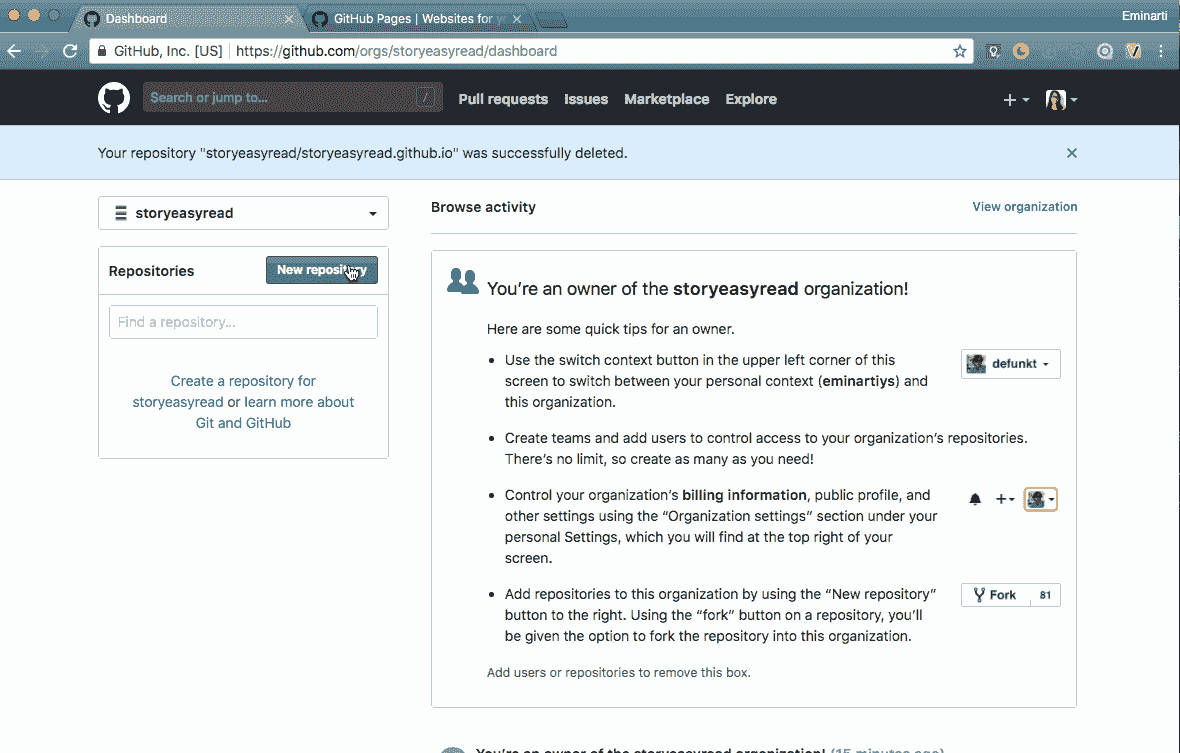 Dashboard
GitHub Pages | Websites for
Eminarti
GitHub, Inc. [US]
https://github.com/orgs/storyeasyread/dashboard
Search or jump to...
/
Pull requests
Issues
Marketplace
Explore
Your repository "storyeasyread/storyeasyread.github.io" was successfully deleted.
storyeasyread
Browse activity
View organization
Repositories
New repository
Find a repository...
Create a repository for
storyeasyread or learn more about
Git and GitHub
You’re an owner of the storyeasyread organization!
Here are some quick tips for an owner.
Use the switch context button in the upper left corner of this
screen to switch between your personal context (eminartiys) and
this organization.
defunkt
Create teams and add users to control access to your organization’s repositories.
There’s no limit, so create as many as you need!
Control your organization’s billing information, public profile, and
other settings using the “Organization settings” section under your
personal Settings, which you will find at the top right of your
screen.
Add repositories to this organization by using the “New repository”
button to the right. Using the “fork” button on a repository, you’ll
be given the option to fork the repository into this organization.
Fork 81
Add users or repositories to remove this box.
You’re an owner of the storyeasyread organization! (15 minutes ago)